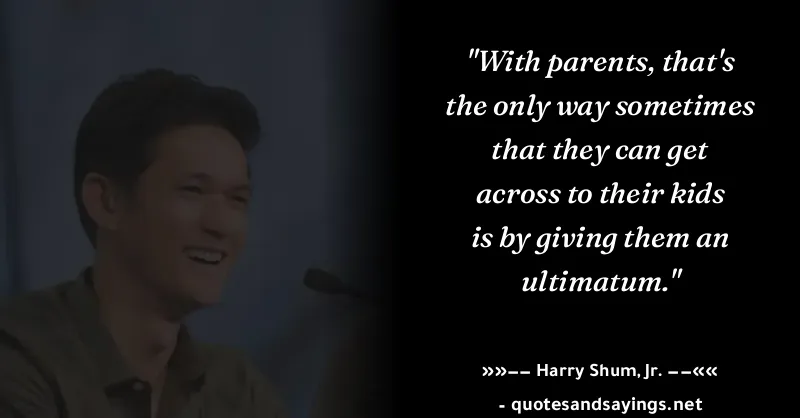 "With parents, that's
the only way sometimes
that they can get
across to their kids
is by giving them an
ultimatum."
»»−− Harry Shum, Jr. −−««
- quotesandsayings.net